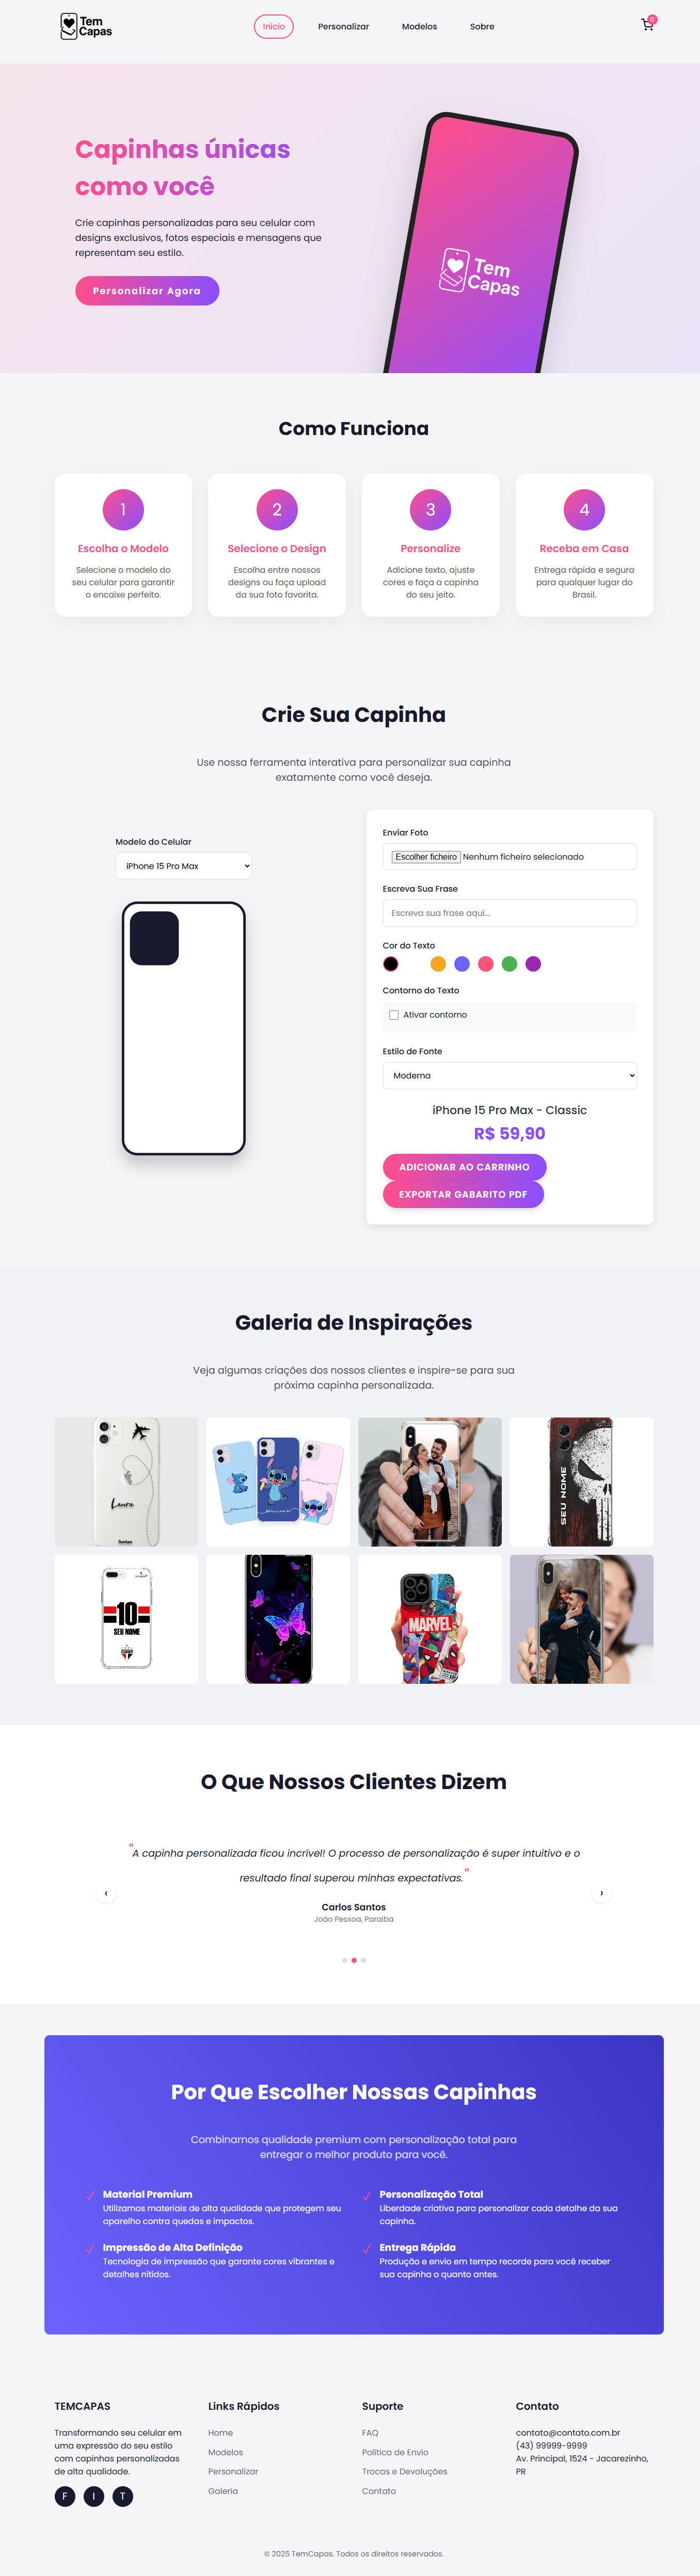 Tem
Capas
Início
Personalizar
Modelos
Sobre
0
Capinhas únicas
como você
Crie capinhas personalizadas para seu celular com
designs exclusivos, fotos especiais e mensagens que
representam seu estilo.
Personalizar Agora
Tem
Capas
Como Funciona
1
Escolha o Modelo
Selecione o modelo do
seu celular para garantir
o encaixe perfeito.
2
Selecione o Design
Escolha entre nossos
designs ou faça upload
da sua foto favorita.
3
Personalize
Adicione texto, ajuste
cores e faça a capinha
do seu jeito.
4
Receba em Casa
Entrega rápida e segura
para qualquer lugar do
Brasil.
Crie Sua Capinha
Use nossa ferramenta interativa para personalizar sua capinha
exatamente como você deseja.
Modelo do Celular
iPhone 15 Pro Max
Enviar Foto
Escolher ficheiro Nenhum ficheiro selecionado
Escreva Sua Frase
Escreva sua frase aqui...
Cor do Texto
Contorno do Texto
Ativar contorno
Estilo de Fonte
Moderna
iPhone 15 Pro Max - Classic
R$ 59,90
ADICIONAR AO CARRINHO
EXPORTAR GABARITO PDF
Galeria de Inspirações
Veja algumas criações dos nossos clientes e inspire-se para sua
próxima capinha personalizada.
Laura
SEU NOME
10
SEU NOME
MARVEL
O Que Nossos Clientes Dizem
"A capinha personalizada ficou incrível! O processo de personalização é super intuitivo e o
resultado final superou minhas expectativas."
‹
›
Carlos Santos
João Pessoa, Paraíba
Por Que Escolher Nossas Capinhas
Combinamos qualidade premium com personalização total para
entregar o melhor produto para você.
✓ Material Premium
Utilizamos materiais de alta qualidade que protegem seu
aparelho contra quedas e impactos.
✓ Personalização Total
Liberdade criativa para personalizar cada detalhe da sua
capinha.
✓ Impressão de Alta Definição
Tecnologia de impressão que garante cores vibrantes e
detalhes nítidos.
✓ Entrega Rápida
Produção e envio em tempo recorde para você receber
sua capinha o quanto antes.
TEMCAPAS
Transformando seu celular em
uma expressão do seu estilo
com capinhas personalizadas
de alta qualidade.
F
I
T
Links Rápidos
Home
Modelos
Personalizar
Galeria
Suporte
FAQ
Política de Envio
Trocas e Devoluções
Contato
Contato
contato@contato.com.br
(43) 99999-9999
Av. Principal, 1524 - Jacarezinho,
PR
© 2025 TemCapas. Todos os direitos reservados.